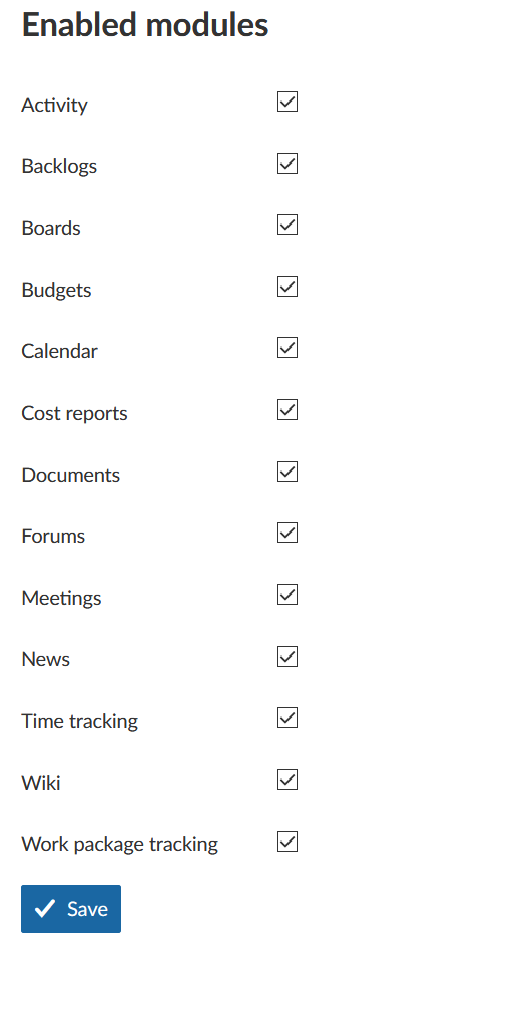 Enabled modules
Activity
Backlogs
Boards
Budgets
Calendar
Cost reports
Documents
Forums
Meetings
News
Time tracking
Wiki
Work package tracking
Save